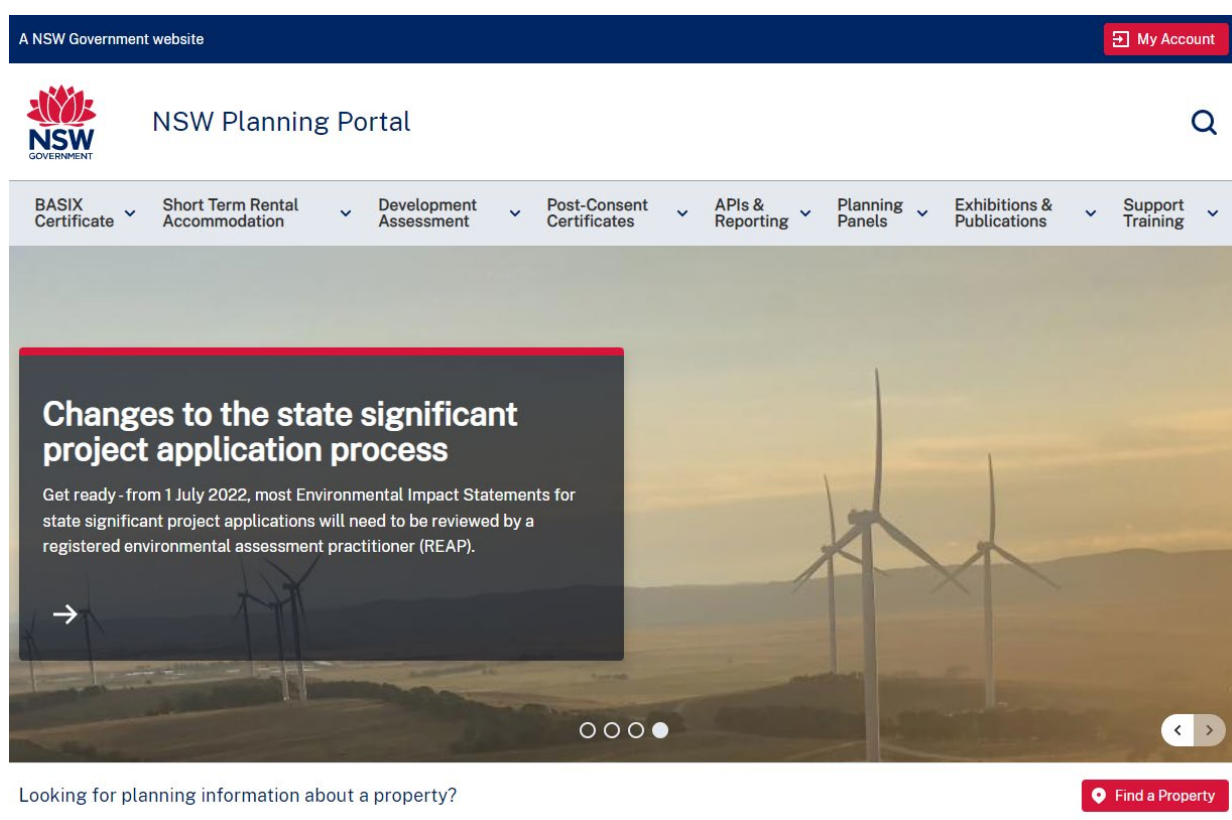 A NSW Government website
My Account
NSW
GOVERNMENT
NSW Planning Portal
BASIX
Certificate
Short Term Rental
Accommodation
Development
Assessment
Post-Consent
Certificates
APIs &
Reporting
Planning
Panels
Exhibitions &
Publications
Support
Training
Changes to the state significant
project application process
Get ready - from 1 July 2022, most Environmental Impact Statements for
state significant project applications will need to be reviewed by a
registered environmental assessment practitioner (REAP).
Looking for planning information about a property?
Find a Property